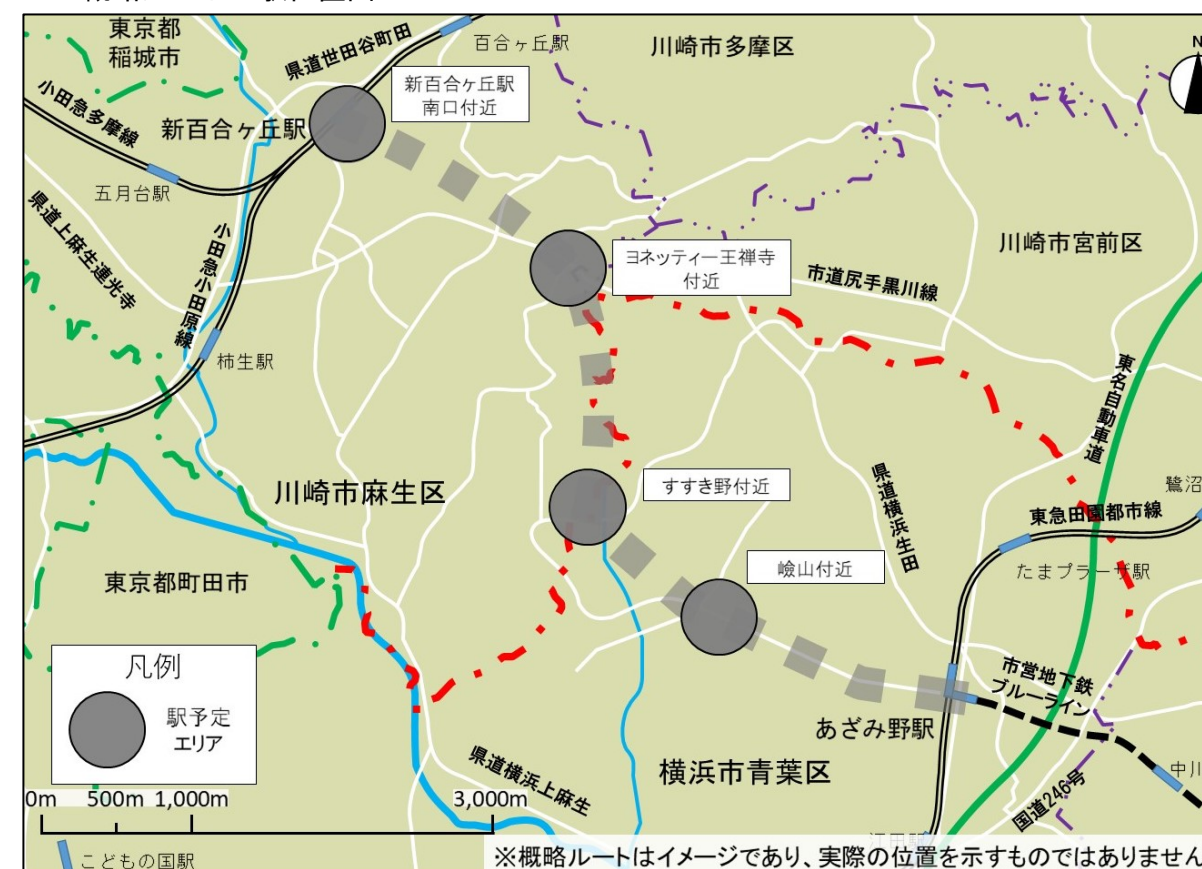 東京都
稲城市
県道世田谷町田
百合ヶ丘駅
川崎市多摩区
N
小田急多摩線
新百合ヶ丘駅
新百合ヶ丘駅
南口付近
五月台駅
県道上麻生連光寺
小田急小田原線
柿生駅
ヨネッティー王禅寺
付近
川崎市宮前区
市道尻手黒川線
東名自動車道
川崎市麻生区
すすき野付近
県道横浜生田
鷺沼
東急田園都市線
たまプラーザ駅
東京都町田市
嶮山付近
凡例
駅予定
エリア
市営地下鉄
ブルーライン
あざみ野駅
横浜市青葉区
県道横浜上麻生
中川
国道246号
江田駅
0m
500m
1,000m
3,000m
こどもの国駅
※概略ルートはイメージであり、実際の位置を示すものではありません